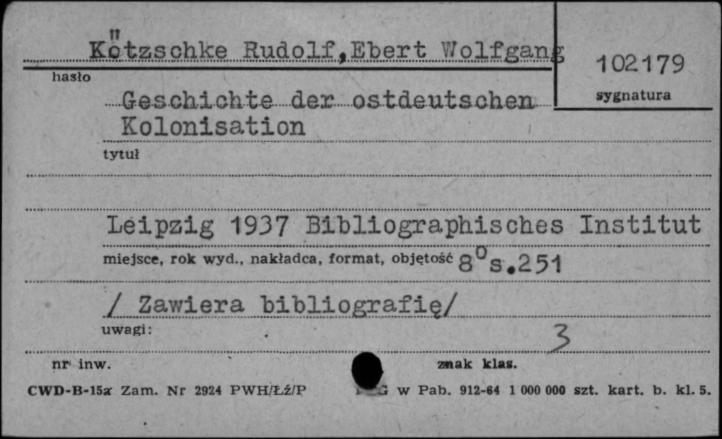 Kötzschke Rudolf, Ebert Wolfgang
102179
hasło
sygnatura
Geschichte der ostdeutschen
Kolonisation
tytuł
Leipzig 1937 Bibliographisches Institut
miejsce, rok wyd., nakładca, format, objętość 8° s.251
/ Zawiera bibliografię/
uwagi:
3
nr inw.
znak klas.
CWD-B-15a Zam. Nr 2924 PWH/Łź/P
G w Pab. 912-64 1 000 000 szt. kart. b. kl. 5.